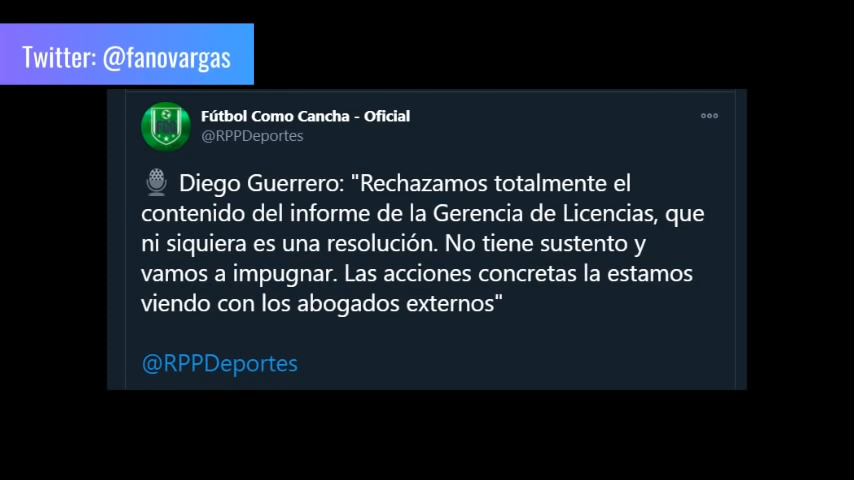 Twitter: @fanovargas
Fútbol Como Cancha - Oficial
@RPPDeportes
Diego Guerrero: "Rechazamos totalmente el
contenido del informe de la Gerencia de Licencias, que
ni siquiera es una resolución. No tiene sustento y
vamos a impugnar. Las acciones concretas la estamos
viendo con los abogados externos"
@RPPDeportes